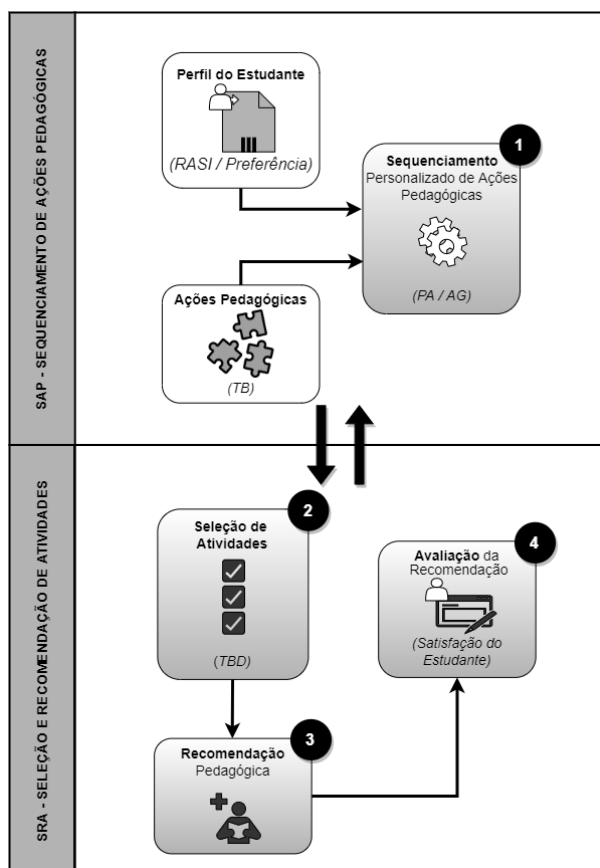 SAP - SEQUENCIAMENTO DE AÇÕES PEDAGÓGICAS
Perfil do Estudante
(RASI / Preferência)
1
Sequenciamento
Personalizado de Ações
Pedagógicas
(PA / AG)
Ações Pedagógicas
(TB)
SRA - SELEÇÃO E RECOMENDAÇÃO DE ATIVIDADES
2
Seleção de
Atividades
(TBD)
3
Recomendação
Pedagógica
4
Avaliação da
Recomendação
(Satisfação do
Estudante)